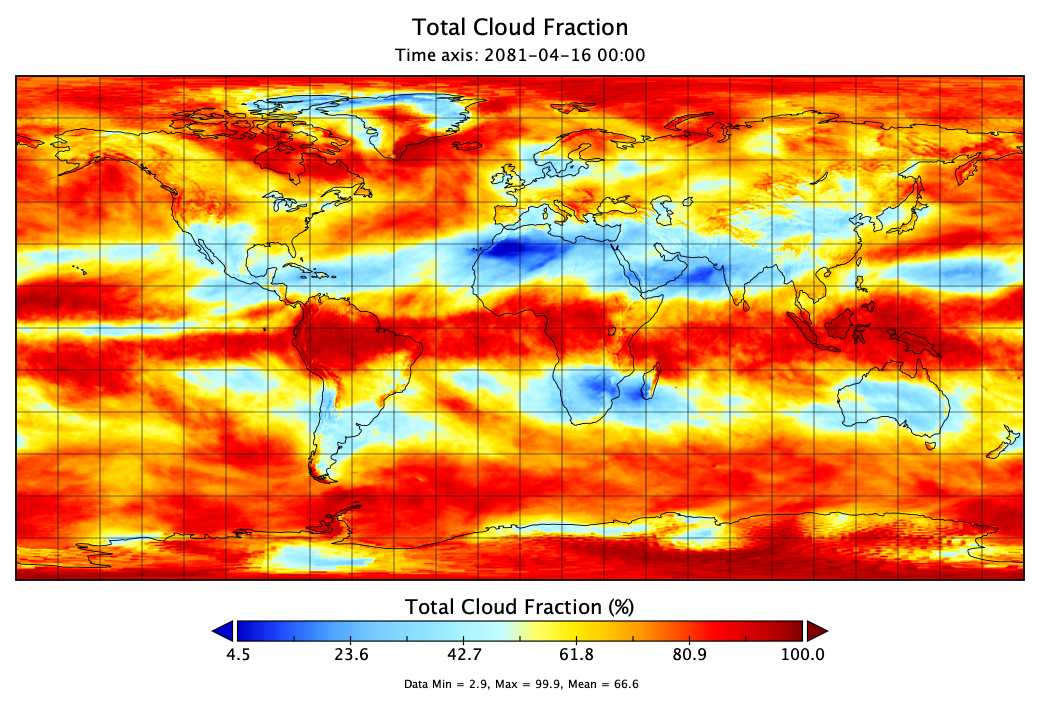 Total Cloud Fraction
Time axis: 2081-04-16 00:00
Total Cloud Fraction (%)
4.5 23.6 42.7 61.8 80.9 100.0
Data Min = 2.9, Max = 99.9, Mean = 66.6